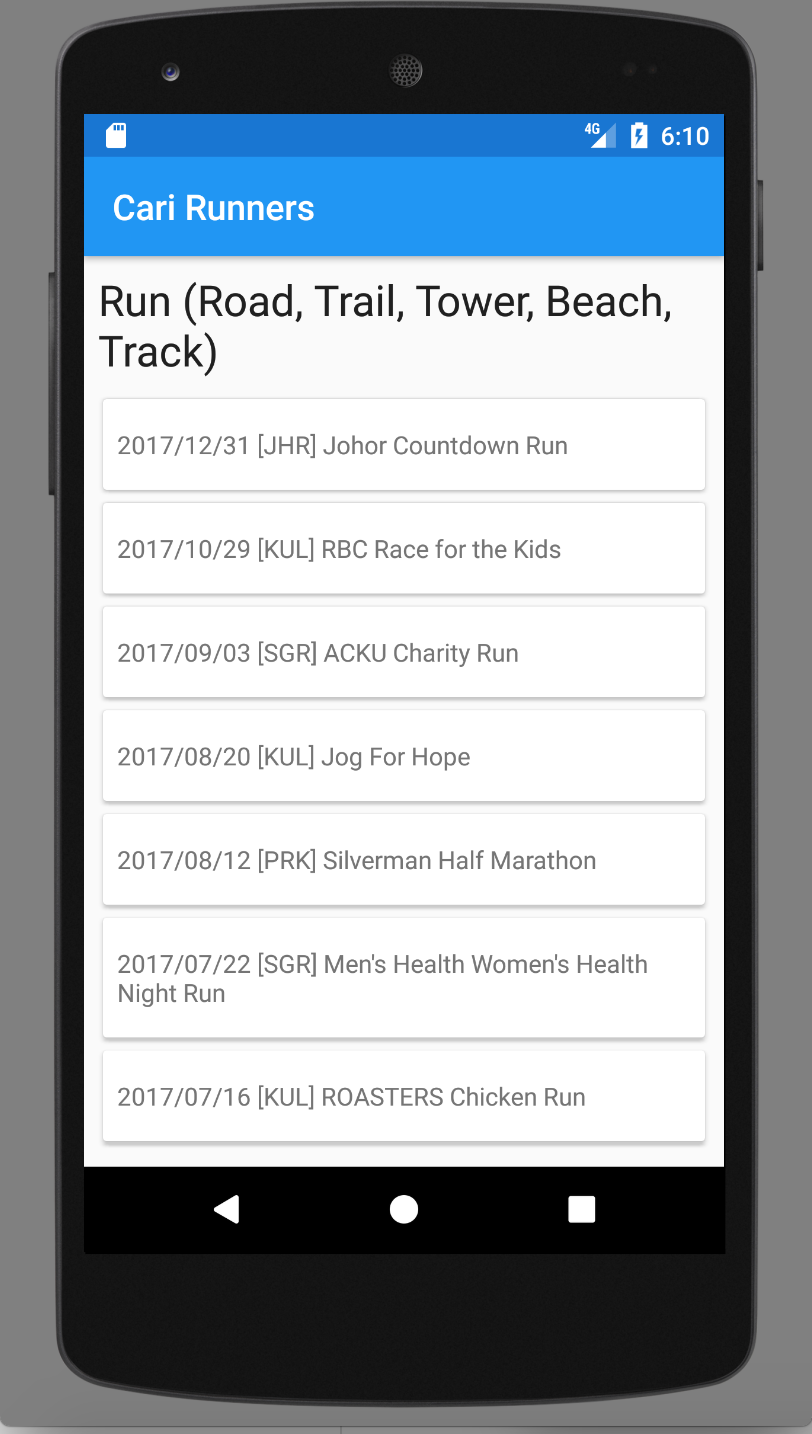 4G 6:10
Cari Runners
Run (Road, Trail, Tower, Beach,
Track)
2017/12/31 [JHR] Johor Countdown Run
2017/10/29 [KUL] RBC Race for the Kids
2017/09/03 [SGR] ACKU Charity Run
2017/08/20 [KUL] Jog For Hope
2017/08/12 [PRK] Silverman Half Marathon
2017/07/22 [SGR] Men's Health Women's Health
Night Run
2017/07/16 [KUL] ROASTERS Chicken Run